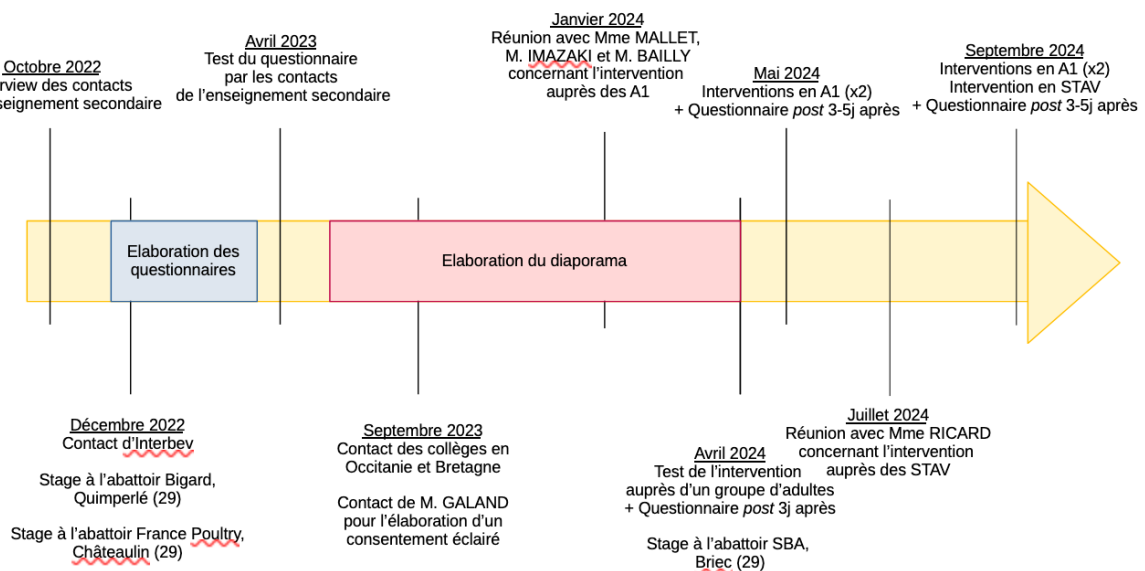 Octobre 2022
des contacts
secondaire
Avril 2023
Test du questionnaire
par les contacts
de l'enseignement secondaire
Janvier 2024
Réunion avec Mme MALLET,
M. IMAZAKI et M. BAILLY
concernant l'intervention
auprès des A1
Mai 2024
Interventions en A1 (x2)
+ Questionnaire post 3-5j après
Septembre 2024
Interventions en A1 (x2)
Intervention en STAV
+ Questionnaire post 3-5j après
Elaboration des
questionnaires
Elaboration du diaporama
Décembre 2022
Contact d'Interbev
Stage à l'abattoir Bigard,
Quimperlé (29)
Stage à l'abattoir France Poultry,
Châteaulin (29)
Septembre 2023
Contact des collèges en
Occitanie et Bretagne
Contact de M. GALAND
pour l'élaboration d'un
consentement éclairé
Avril 2024
Test de l'intervention
auprès d'un groupe d'adultes
+ Questionnaire post 3j après
Stage à l'abattoir SBA,
Briec (29)
Juillet 2024
Réunion avec Mme RICARD
concernant l'intervention
auprès des STAV